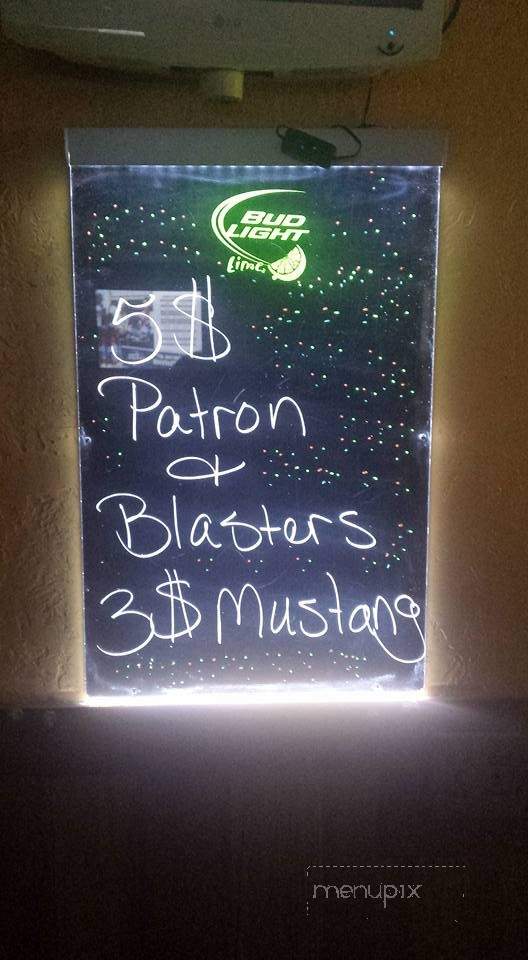 BUD
LIGHT
Lime
5$
Patron
&
Blasters
3$ Mustang
menupix